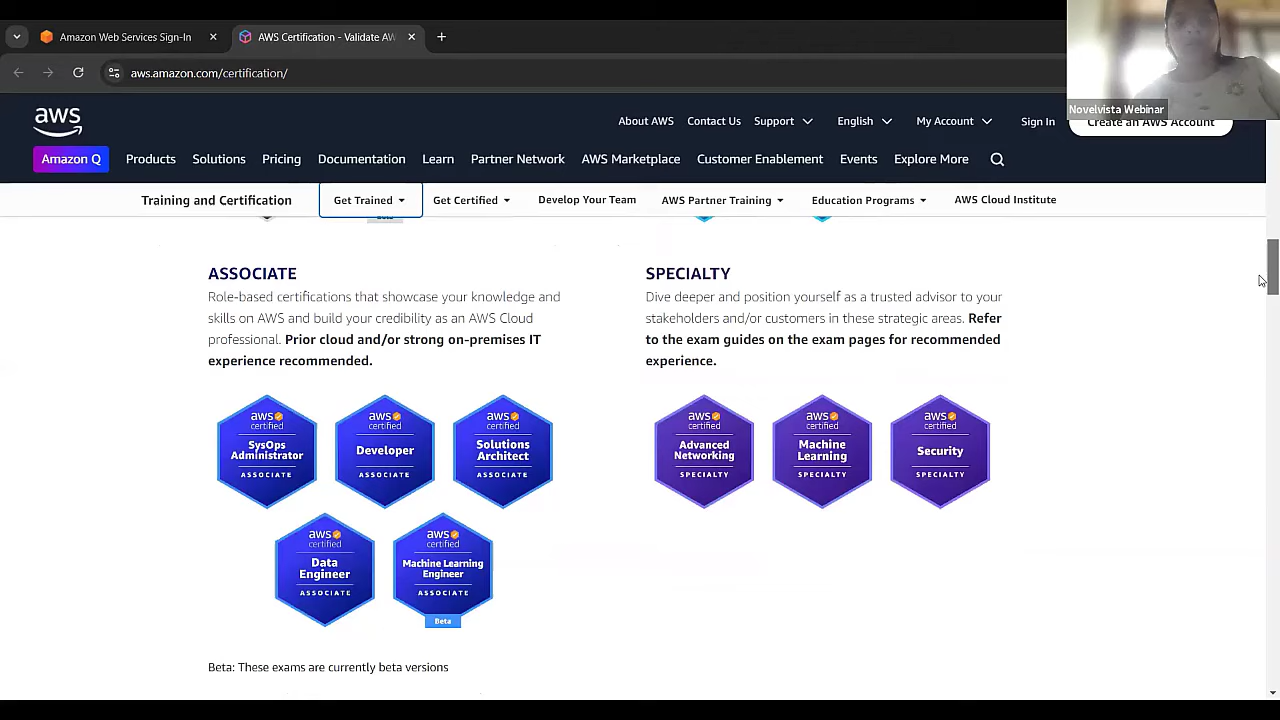 Amazon Web Services Sign-In
AWS Certification - Validate AW
aws.amazon.com/certification/
Novelvista Webinar
aws
About AWS Contact Us Support English My Account Sign In Create an AWS Account
Amazon Q Products Solutions Pricing Documentation Learn Partner Network AWS Marketplace Customer Enablement Events Explore More
Training and Certification Get Trained Get Certified Develop Your Team AWS Partner Training Education Programs AWS Cloud Institute
Beta
ASSOCIATE
Role-based certifications that showcase your knowledge and
skills on AWS and build your credibility as an AWS Cloud
professional. Prior cloud and/or strong on-premises IT
experience recommended.
SPECIALTY
Dive deeper and position yourself as a trusted advisor to your
stakeholders and/or customers in these strategic areas. Refer
to the exam guides on the exam pages for recommended
experience.
aws
certified
SysOps
Administrator
ASSOCIATE
aws
certified
Developer
ASSOCIATE
aws
certified
Solutions
Architect
ASSOCIATE
aws
certified
Advanced
Networking
SPECIALTY
aws
certified
Machine
Learning
SPECIALTY
aws
certified
Security
SPECIALTY
aws
certified
Data
Engineer
ASSOCIATE
aws
certified
Machine Learning
Engineer
ASSOCIATE
Beta
Beta: These exams are currently beta versions